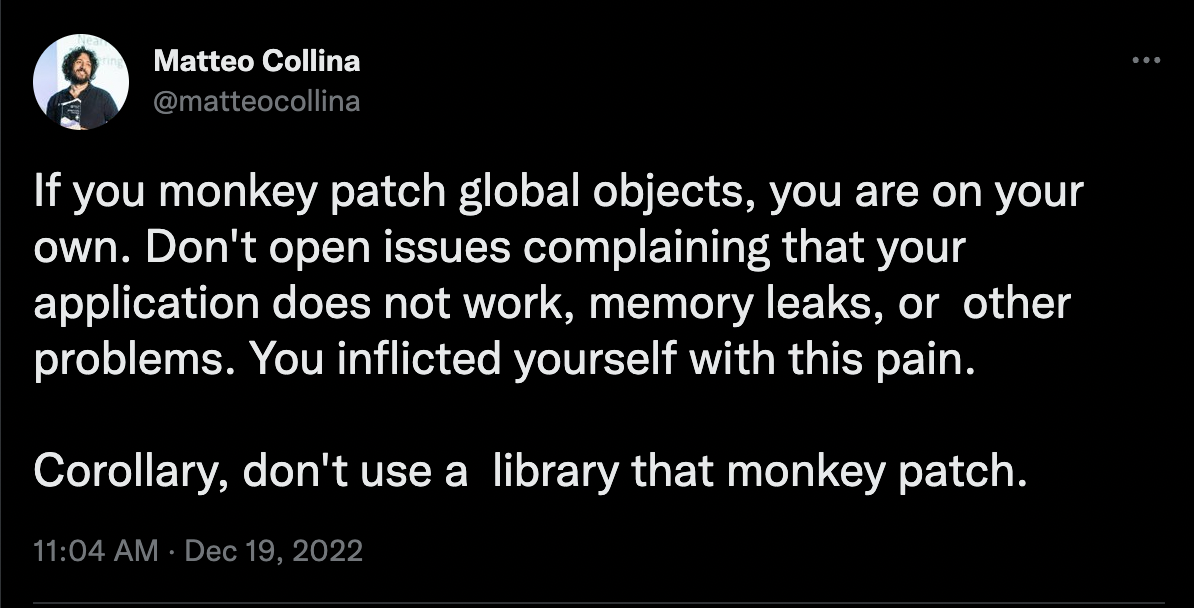 Matteo Collina
@matteocollina
If you monkey patch global objects, you are on your
own. Don't open issues complaining that your
application does not work, memory leaks, or  other
problems. You inflicted yourself with this pain.
Corollary, don't use a  library that monkey patch.
11:04 AM · Dec 19, 2022